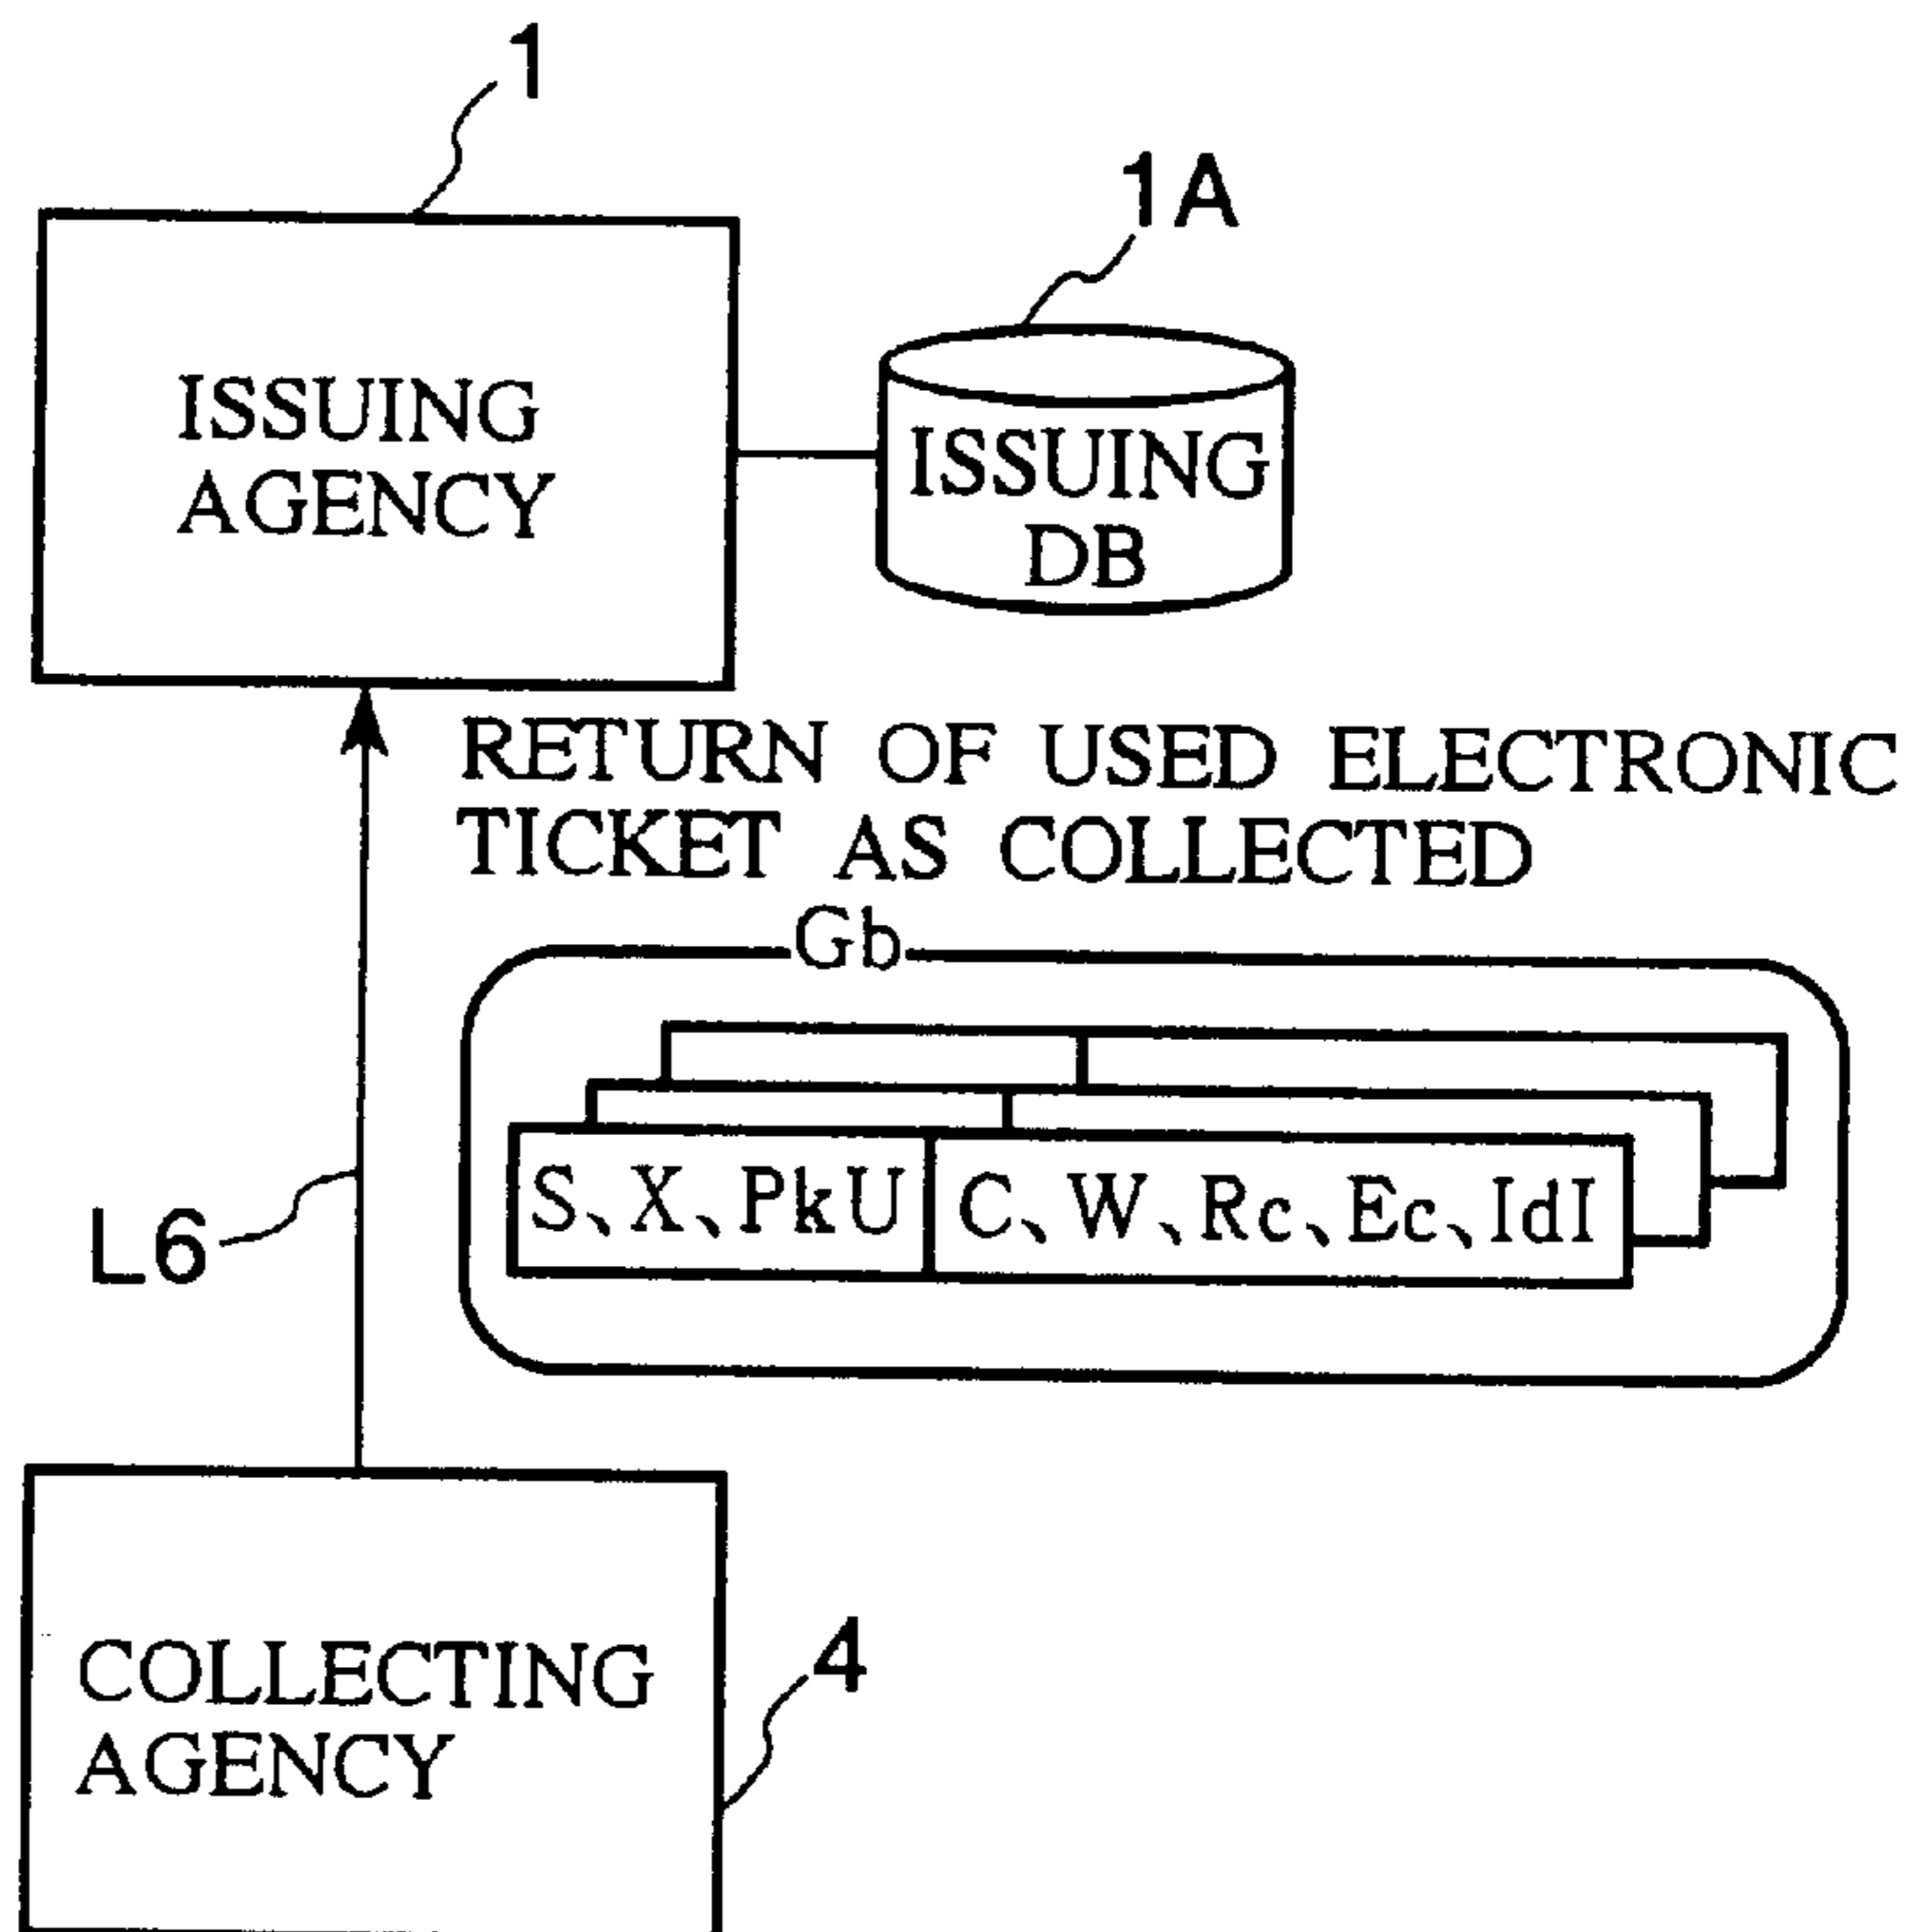 1
1A
ISSUING
AGENCY
ISSUING
DB
RETURN OF USED ELECTRONIC
TICKET AS COLLECTED
Gb
S、X、PkU C、W、Rc、Ec、IdI
L6
COLLECTING
AGENCY
4